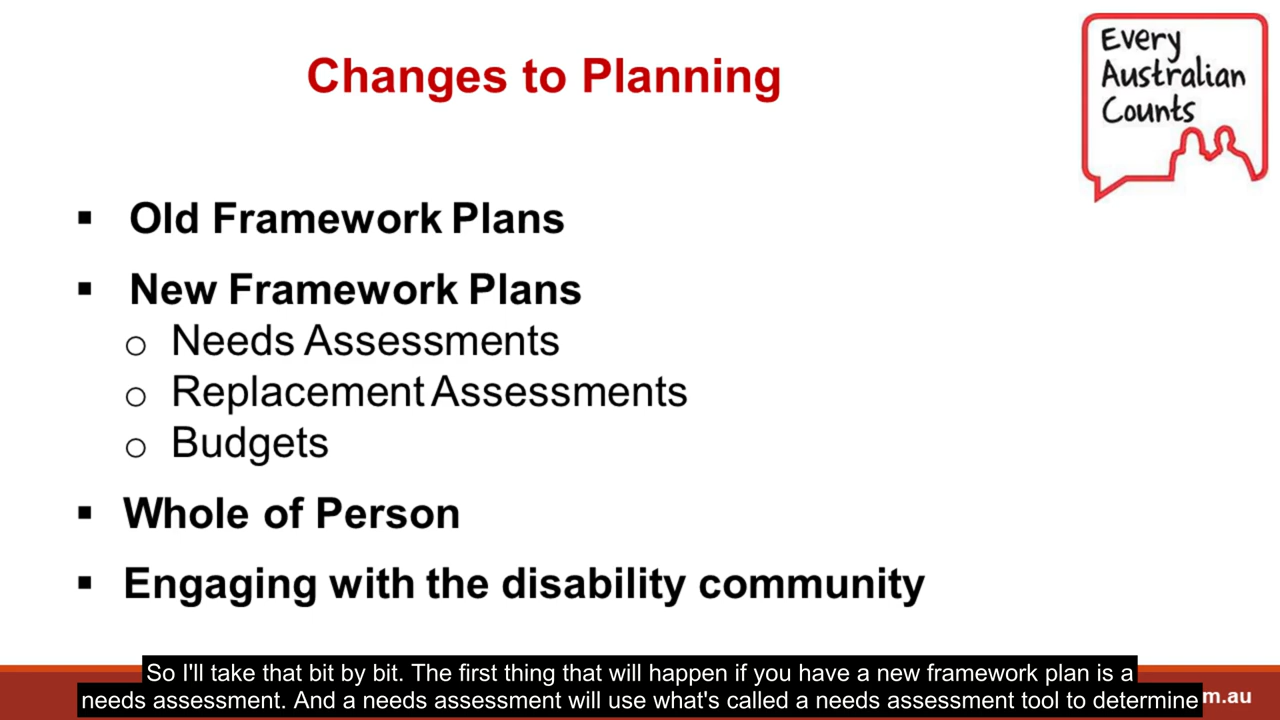 Changes to Planning
Every
Australian
Counts
▪ Old Framework Plans
▪ New Framework Plans
o Needs Assessments
o Replacement Assessments
o Budgets
▪ Whole of Person
▪ Engaging with the disability community
So I'll take that bit by bit. The first thing that will happen if you have a new framework plan is a
needs assessment. And a needs assessment will use what's called a needs assessment tool to determine
m.au